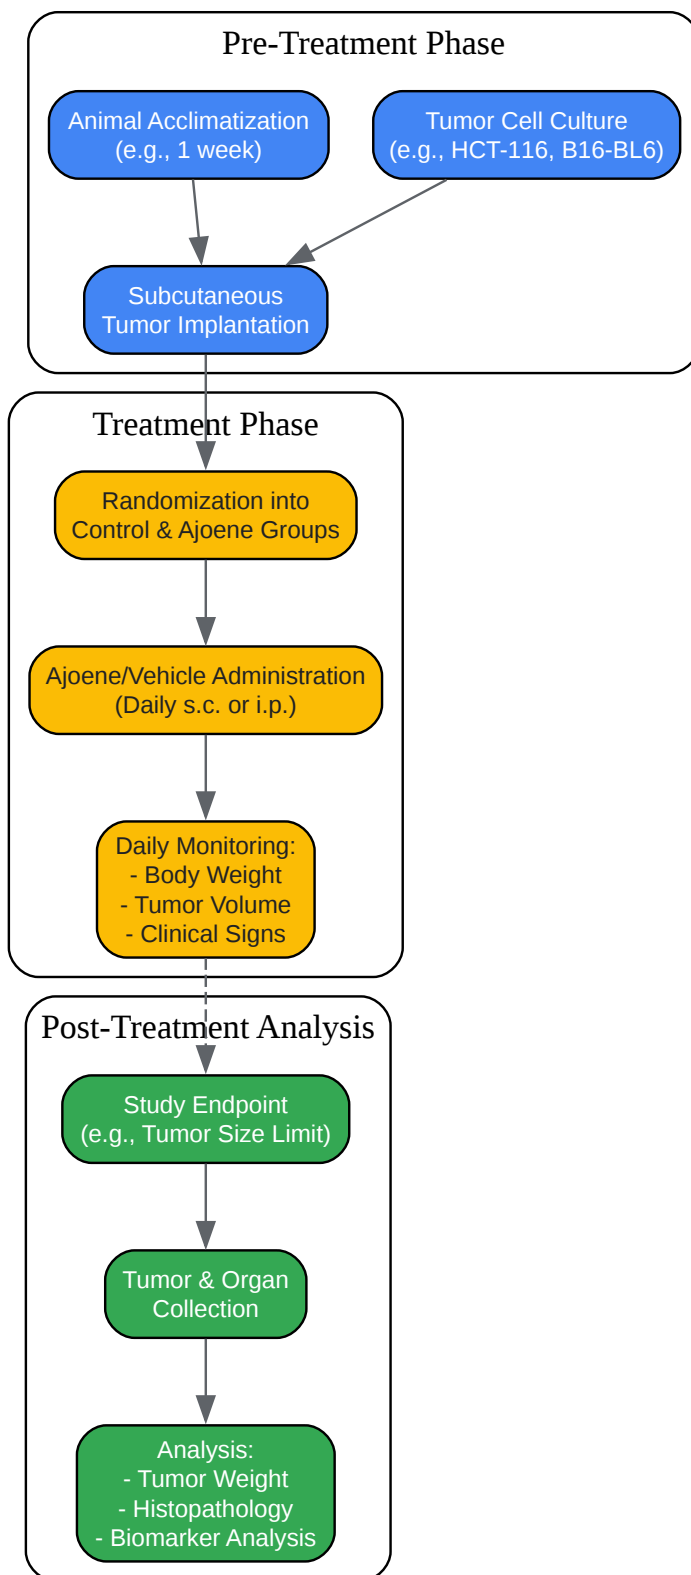 Pre-Treatment Phase
Animal Acclimatization
(e.g., 1 week)
Tumor Cell Culture
(e.g., HCT-116, B16-BL6)
Subcutaneous
Tumor Implantation
Treatment Phase
Randomization into
Control & Ajoene Groups
Ajoene/Vehicle Administration
(Daily s.c. or i.p.)
Daily Monitoring:
- Body Weight
- Tumor Volume
- Clinical Signs
Post-Treatment Analysis
Study Endpoint
(e.g., Tumor Size Limit)
Tumor & Organ
Collection
Analysis:
- Tumor Weight
- Histopathology
- Biomarker Analysis